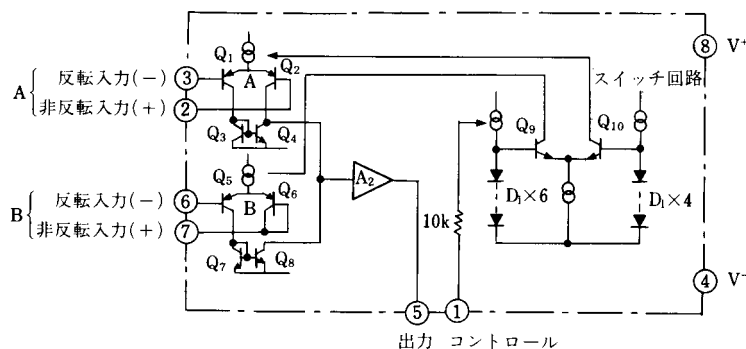 Q₁
Q₂
A
反転入力(−)
③
非反転入力(+)
②
A
Q₃
Q₄
Q₅
Q₆
B
反転入力(−)
⑥
非反転入力(+)
⑦
B
Q₇
Q₈
A₂
10k
スイッチ回路
Q₉
Q₁₀
D₁×6
D₁×4
⑧ V⁺
④ V⁻
⑤
①
出力 コントロール